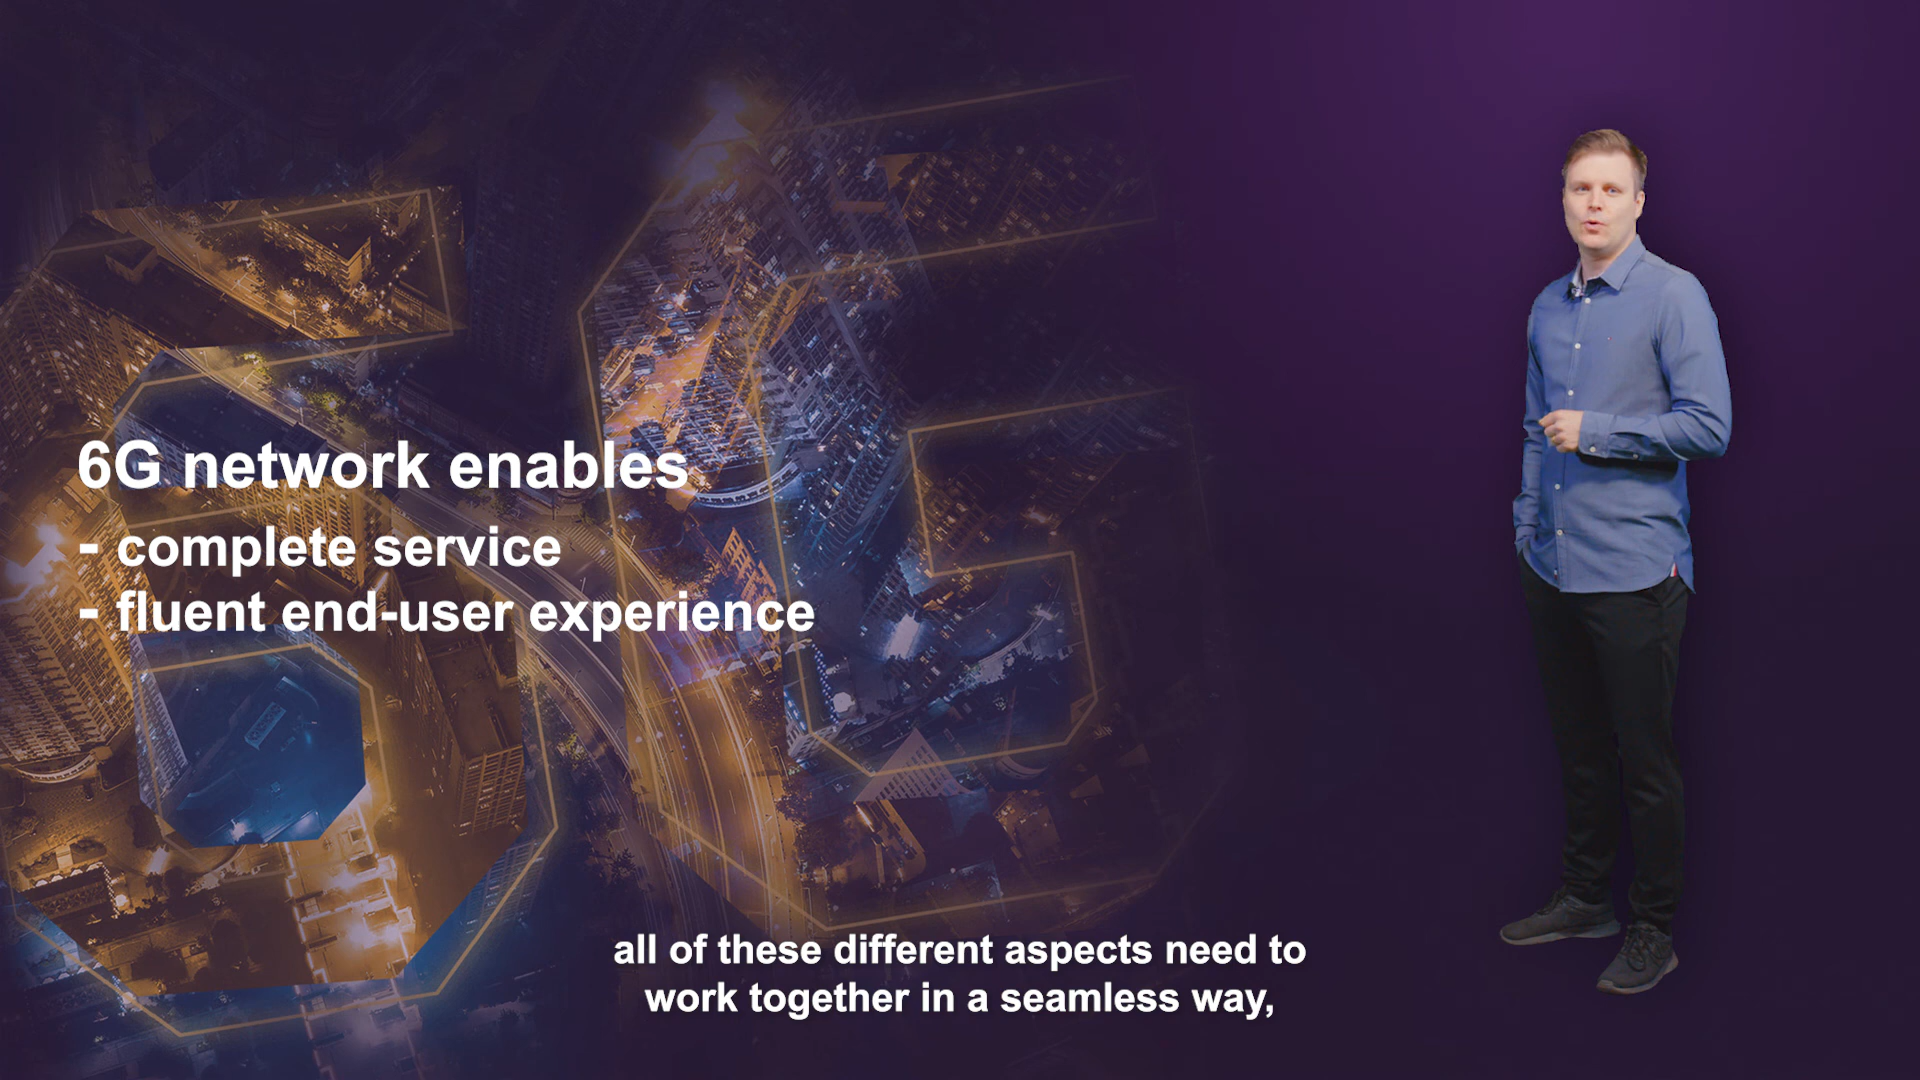 6G network enables
- complete service
- fluent end-user experience
all of these different aspects need to
work together in a seamless way,